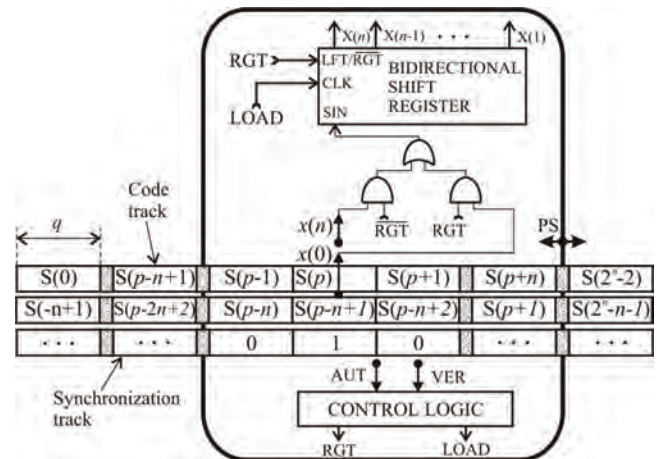 X(n) X(n-1) · · · X(1)
RGT
LFT/RGT
BIDIRECTIONAL
SHIFT
REGISTER
CLK
LOAD
SIN
Code
track
q
x(n)
RGT
RGT
x(0)
PS
S(0) S(p-n+1) S(p-1) S(p) S(p+1) S(p+n) S(2ⁿ-2)
S(-n+1) S(p-2n+2) S(p-n) S(p-n+1) S(p-n+2) S(p+1) S(2ⁿ-n-1)
· · · · · · 0 1 0 · · · · · ·
AUT VER
Synchronization
track
CONTROL LOGIC
RGT LOAD